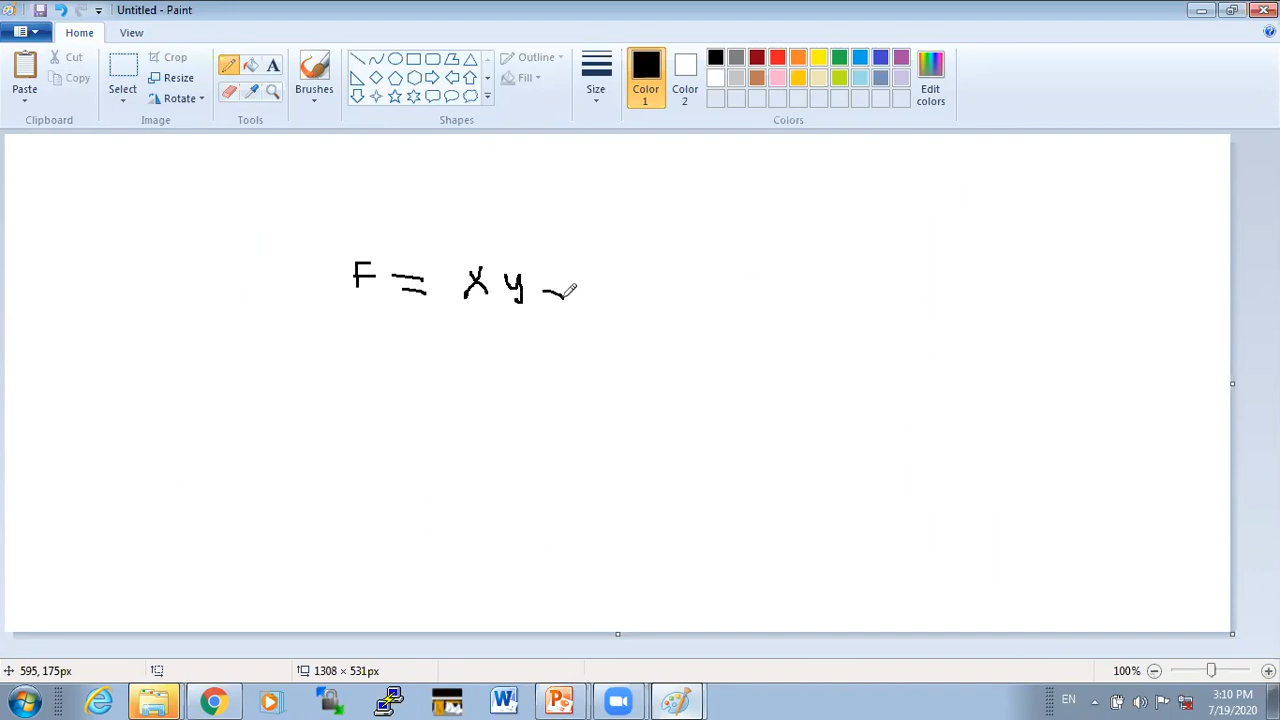 Untitled - Paint
Home View
Paste
Cut
Copy
Clipboard
Select
Crop
Resize
Rotate
Image
Tools
Brushes
Outline
Fill
Shapes
Size
Color 1
Color 2
Edit colors
Colors
F = x y -
595, 175px
1308 × 531px
100%
EN
3:10 PM
7/19/2020